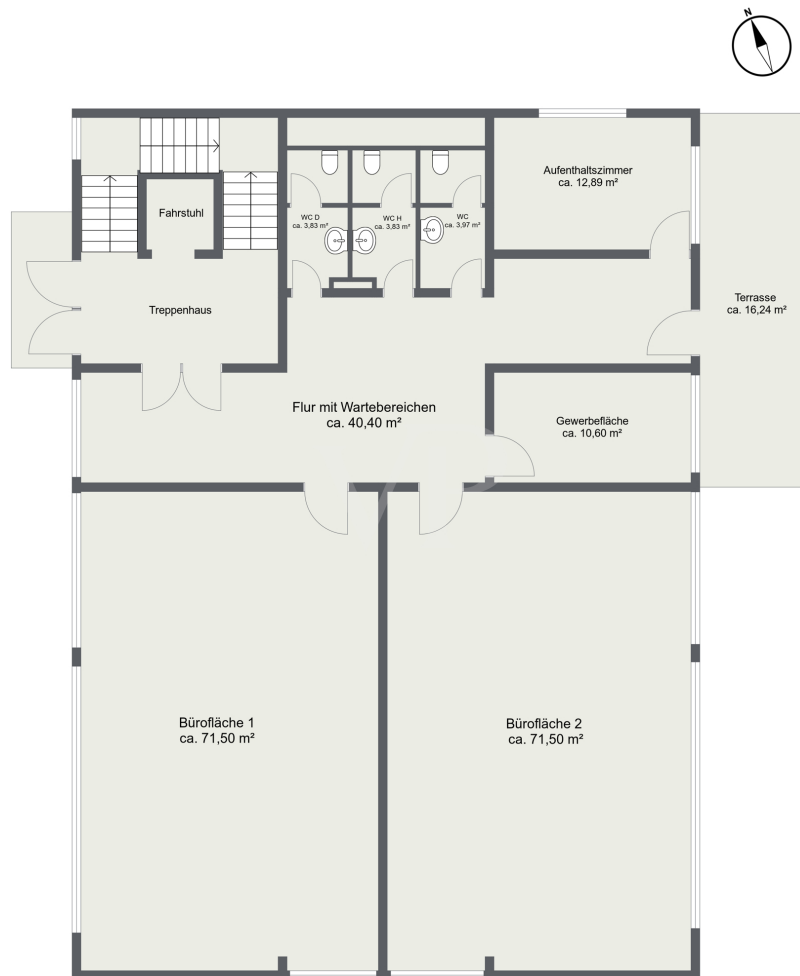 N
Aufenthaltszimmer
ca. 12,89 m²
Fahrstuhl
WC D
ca. 3,83 m²
WC H
ca. 3,83 m²
WC
ca. 3,97 m²
Treppenhaus
Terrasse
ca. 16,24 m²
Flur mit Wartebereichen
ca. 40,40 m²
Gewerbefläche
ca. 10,60 m²
Bürofläche 1
ca. 71,50 m²
Bürofläche 2
ca. 71,50 m²